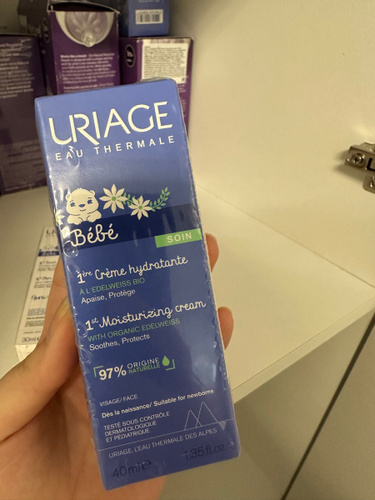 URIAGE
EAU THERMALE
Bébé
SOIN
1ère Crème hydratante
À L'EDELWEISS BIO
Apaise, Protège
1st Moisturizing cream
WITH ORGANIC EDELWEISS
Soothes, Protects
97% ORIGINE
NATURELLE
VISAGE/ FACE
Dès la naissance/ Suitable for newborns
TESTÉ SOUS CONTRÔLE
DERMATOLOGIQUE
ET PÉDIATRIQUE
URIAGE, L'EAU THERMALE DES ALPES
40 ml e 1.35 fl.oz.